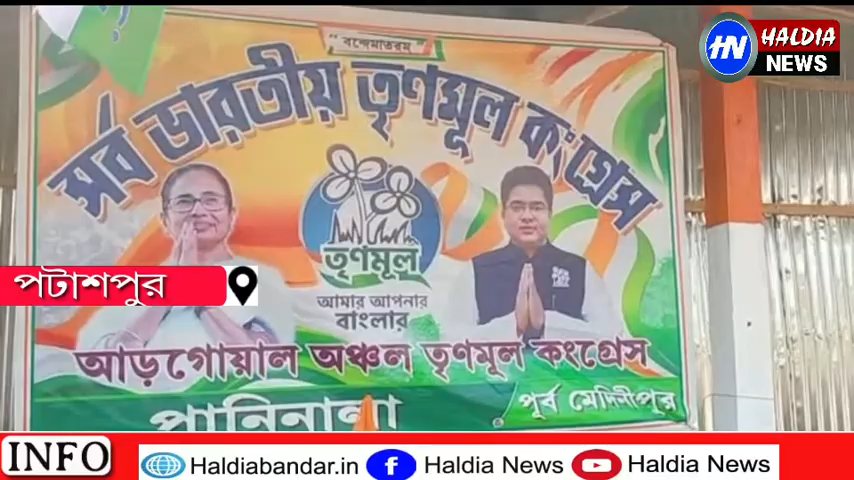 বন্দেমাতরম্
HN HALDIA NEWS
সর্ব ভারতীয় তৃণমূল কংগ্রেস
তৃণমূল
আমার আপনার
বাংলার
পটাশপুর
আড়গোয়াল অঞ্চল তৃণমূল কংগ্রেস
পূর্ব মেদিনীপুর
INFO Haldiabandar.in f Haldia News Haldia News